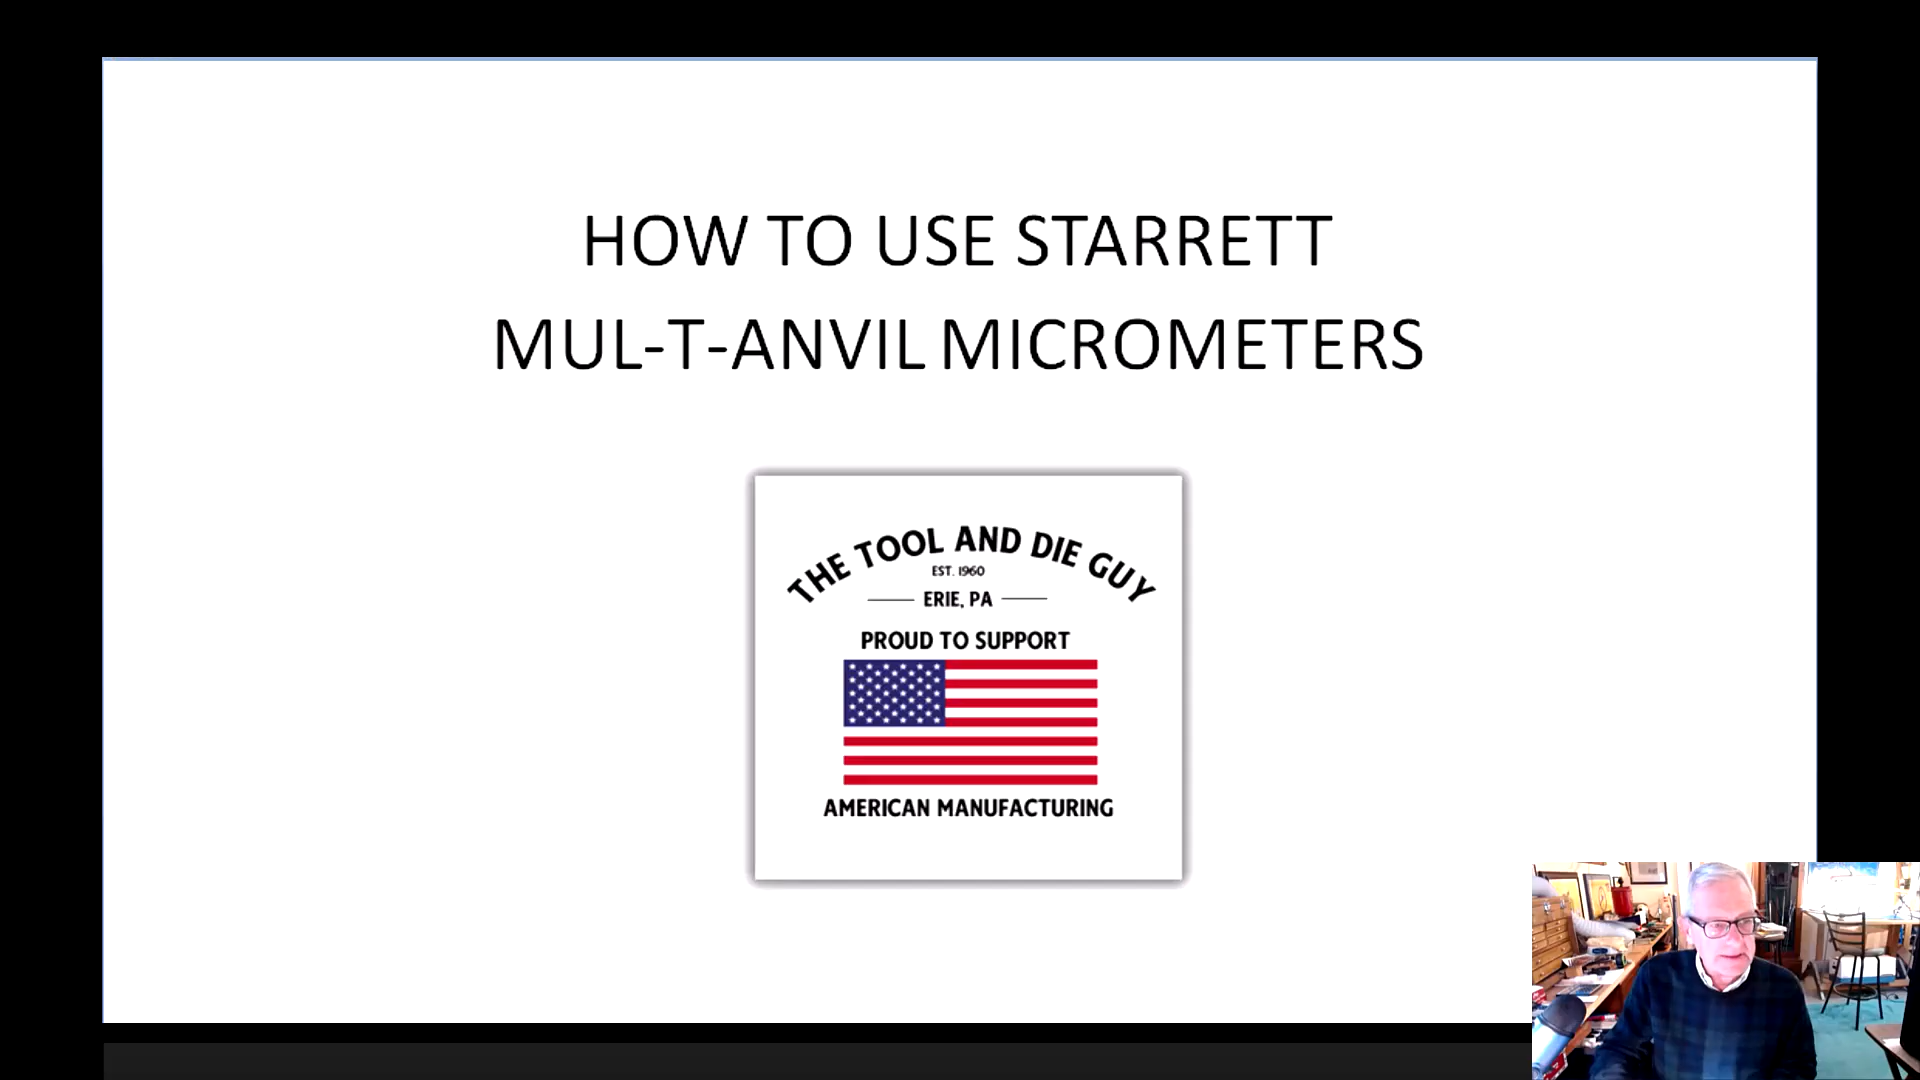 HOW TO USE STARRETT
MUL-T-ANVIL MICROMETERS
THE TOOL AND DIE GUY
EST. 1960
ERIE, PA
PROUD TO SUPPORT
AMERICAN MANUFACTURING